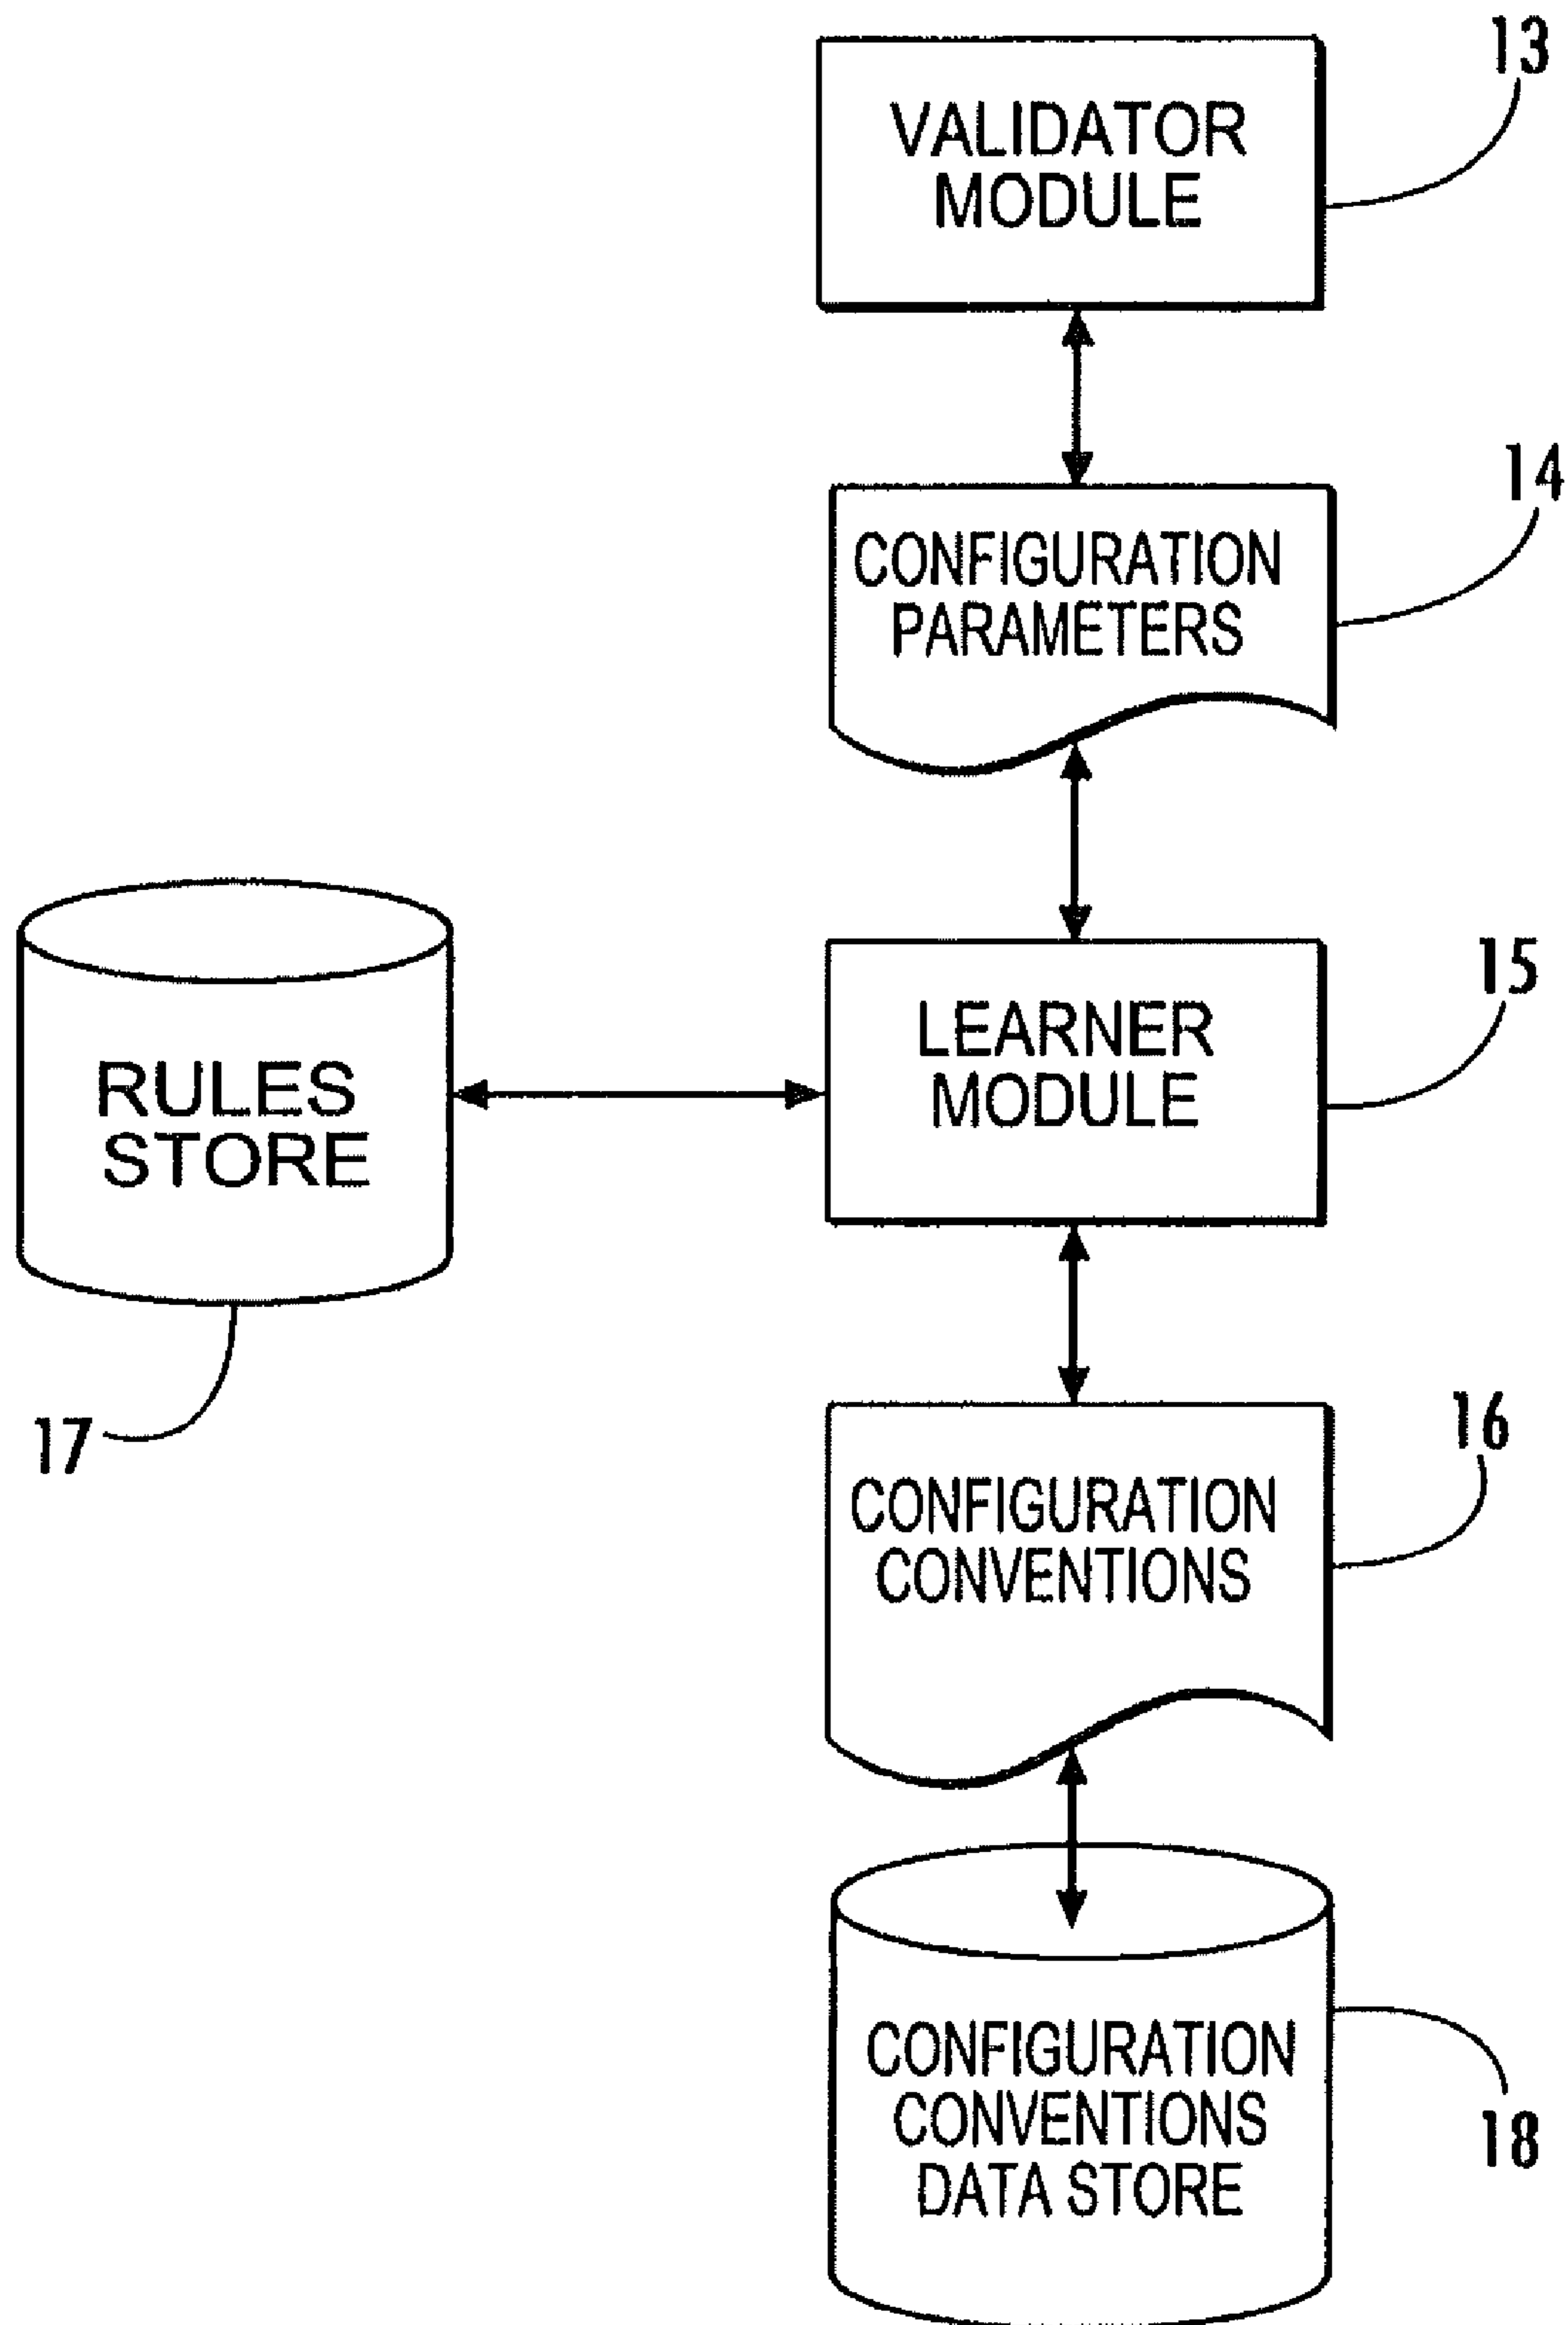 13
VALIDATOR
MODULE
14
CONFIGURATION
PARAMETERS
15
LEARNER
MODULE
RULES
STORE
17
16
CONFIGURATION
CONVENTIONS
CONFIGURATION
CONVENTIONS
DATA STORE
18